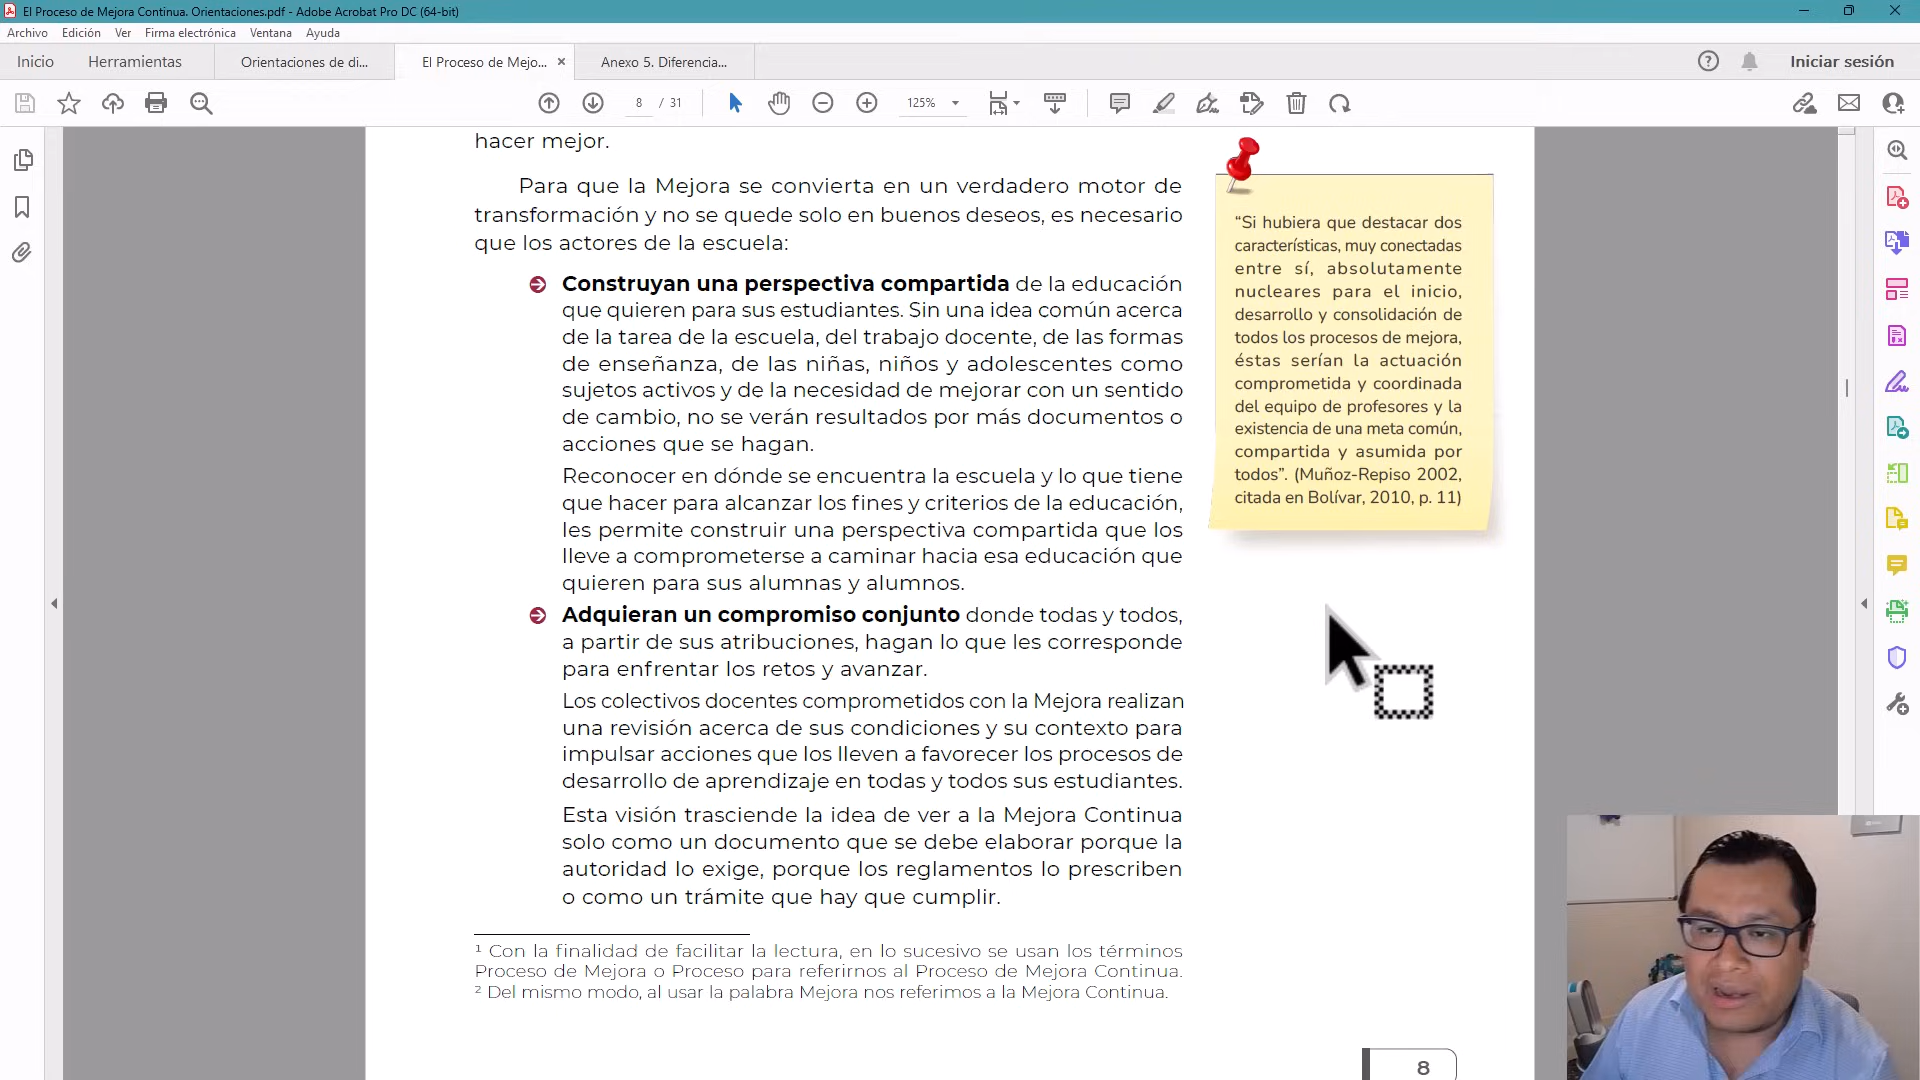 El Proceso de Mejora Continua. Orientaciones.pdf - Adobe Acrobat Pro DC (64-bit)
Archivo Edición Ver Firma electrónica Ventana Ayuda
Inicio Herramientas Orientaciones de di... El Proceso de Mejo... × Anexo 5. Diferencia... Iniciar sesión
8 / 31 125%
hacer mejor.
Para que la Mejora se convierta en un verdadero motor de
transformación y no se quede solo en buenos deseos, es necesario
que los actores de la escuela:
Construyan una perspectiva compartida de la educación
que quieren para sus estudiantes. Sin una idea común acerca
de la tarea de la escuela, del trabajo docente, de las formas
de enseñanza, de las niñas, niños y adolescentes como
sujetos activos y de la necesidad de mejorar con un sentido
de cambio, no se verán resultados por más documentos o
acciones que se hagan.
Reconocer en dónde se encuentra la escuela y lo que tiene
que hacer para alcanzar los fines y criterios de la educación,
les permite construir una perspectiva compartida que los
lleve a comprometerse a caminar hacia esa educación que
quieren para sus alumnas y alumnos.
Adquieran un compromiso conjunto donde todas y todos,
a partir de sus atribuciones, hagan lo que les corresponde
para enfrentar los retos y avanzar.
Los colectivos docentes comprometidos con la Mejora realizan
una revisión acerca de sus condiciones y su contexto para
impulsar acciones que los lleven a favorecer los procesos de
desarrollo de aprendizaje en todas y todos sus estudiantes.
Esta visión trasciende la idea de ver a la Mejora Continua
solo como un documento que se debe elaborar porque la
autoridad lo exige, porque los reglamentos lo prescriben
o como un trámite que hay que cumplir.
“Si hubiera que destacar dos
características, muy conectadas
entre sí, absolutamente
nucleares para el inicio,
desarrollo y consolidación de
todos los procesos de mejora,
éstas serían la actuación
comprometida y coordinada
del equipo de profesores y la
existencia de una meta común,
compartida y asumida por
todos”. (Muñoz-Repiso 2002,
citada en Bolívar, 2010, p. 11)
¹ Con la finalidad de facilitar la lectura, en lo sucesivo se usan los términos
Proceso de Mejora o Proceso para referirnos al Proceso de Mejora Continua.
² Del mismo modo, al usar la palabra Mejora nos referimos a la Mejora Continua.
8